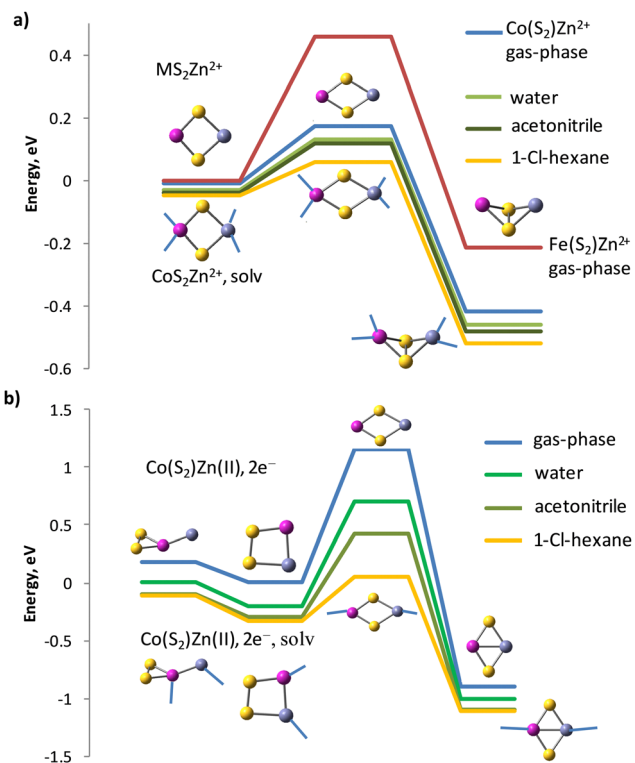 a)
Energy, eV
0.4
0.2
0
-0.2
-0.4
-0.6
MS₂Zn²⁺
CoS₂Zn²⁺, solv
Co(S₂)Zn²⁺
gas-phase
water
acetonitrile
1-Cl-hexane
Fe(S₂)Zn²⁺
gas-phase
b)
Energy, eV
1.5
1
0.5
0
-0.5
-1
-1.5
Co(S₂)Zn(II), 2e⁻
Co(S₂)Zn(II), 2e⁻, solv
gas-phase
water
acetonitrile
1-Cl-hexane